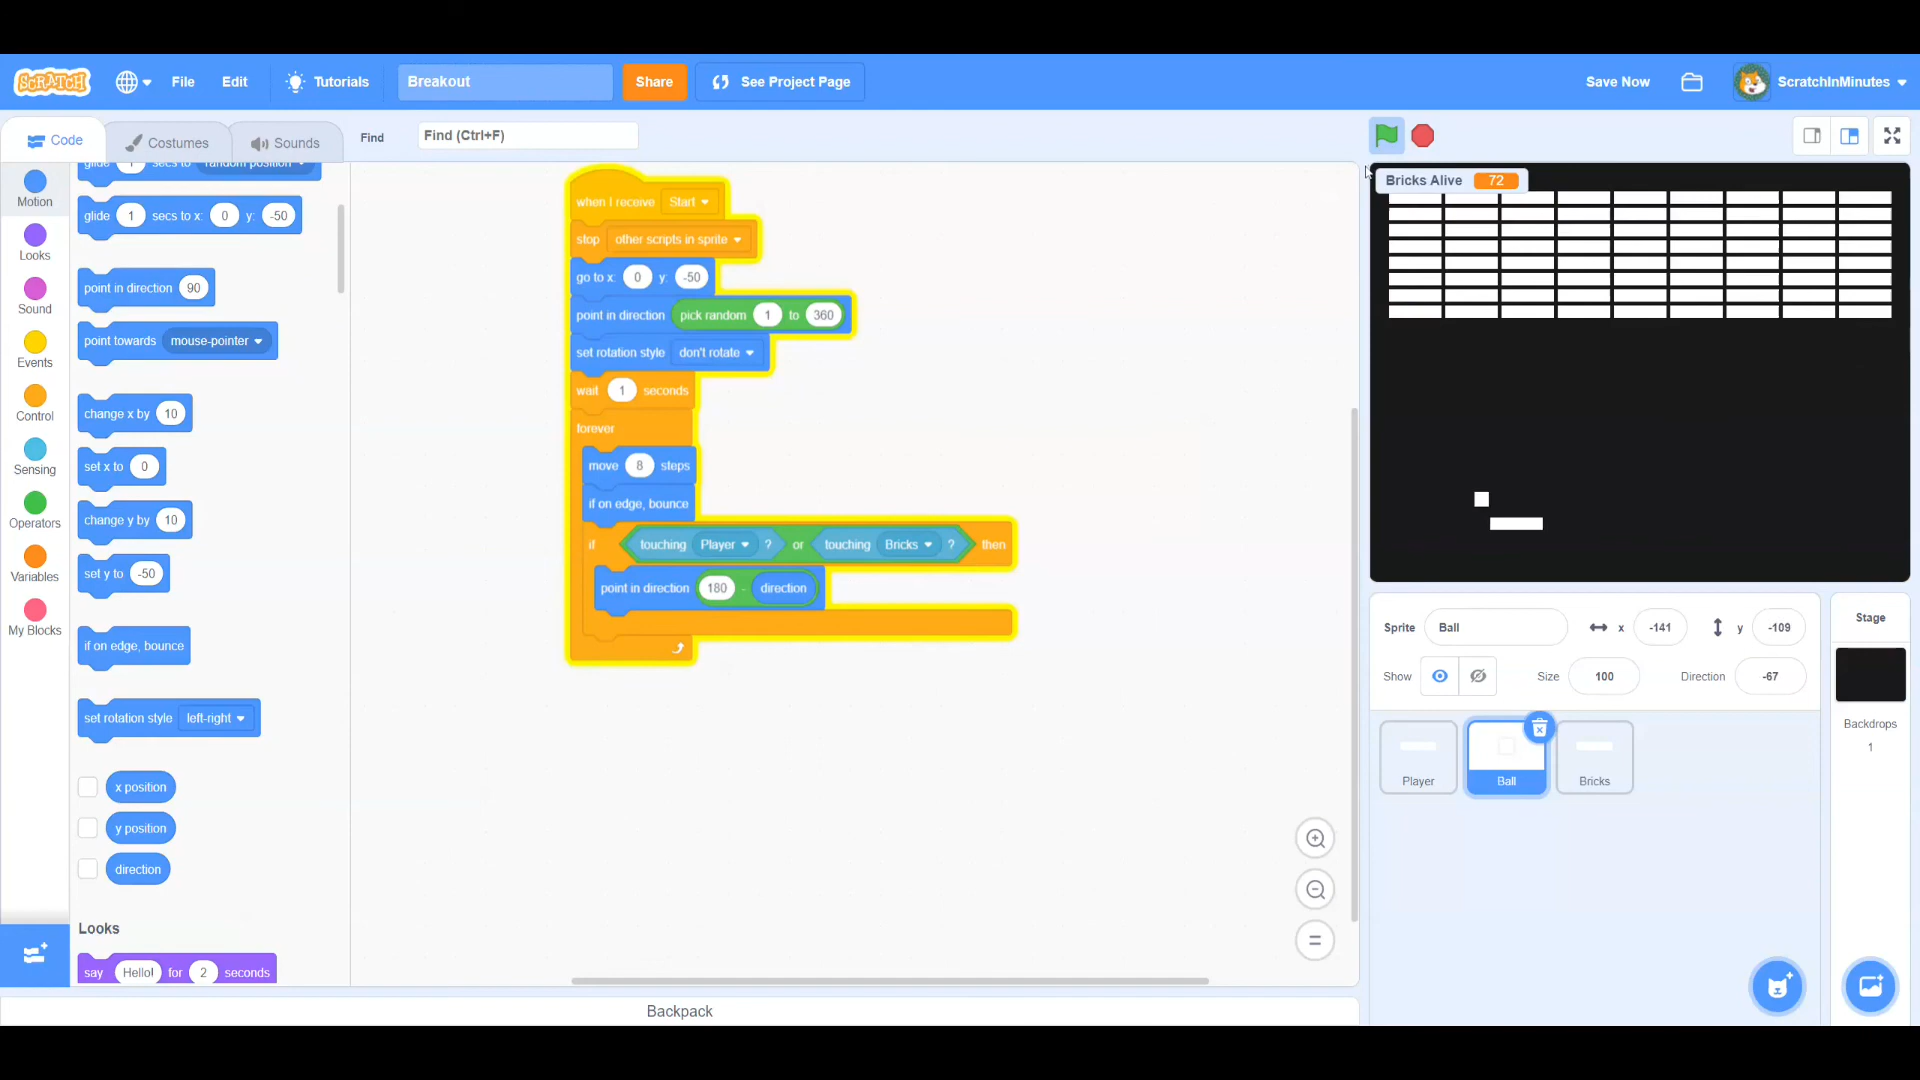 SCRATCH
File
Edit
Tutorials
Breakout
Share
See Project Page
Save Now
ScratchInMinutes
Code
Costumes
Sounds
Find
Find (Ctrl+F)
Motion
Looks
Sound
Events
Control
Sensing
Operators
Variables
My Blocks
glide 1 secs to random position
glide 1 secs to x: 0 y: -50
point in direction 90
point towards mouse-pointer
change x by 10
set x to 0
change y by 10
set y to -50
if on edge, bounce
set rotation style left-right
x position
y position
direction
Looks
say Hello! for 2 seconds
when I receive Start
stop other scripts in sprite
go to x: 0 y: -50
point in direction pick random 1 to 360
set rotation style don't rotate
wait 1 seconds
forever
move 8 steps
if on edge, bounce
if touching Player ? or touching Bricks ? then
point in direction 180 - direction
Backpack
Bricks Alive 72
Sprite Ball x -141 y -109
Show Size 100 Direction -67
Player
Ball
Bricks
Stage
Backdrops
1